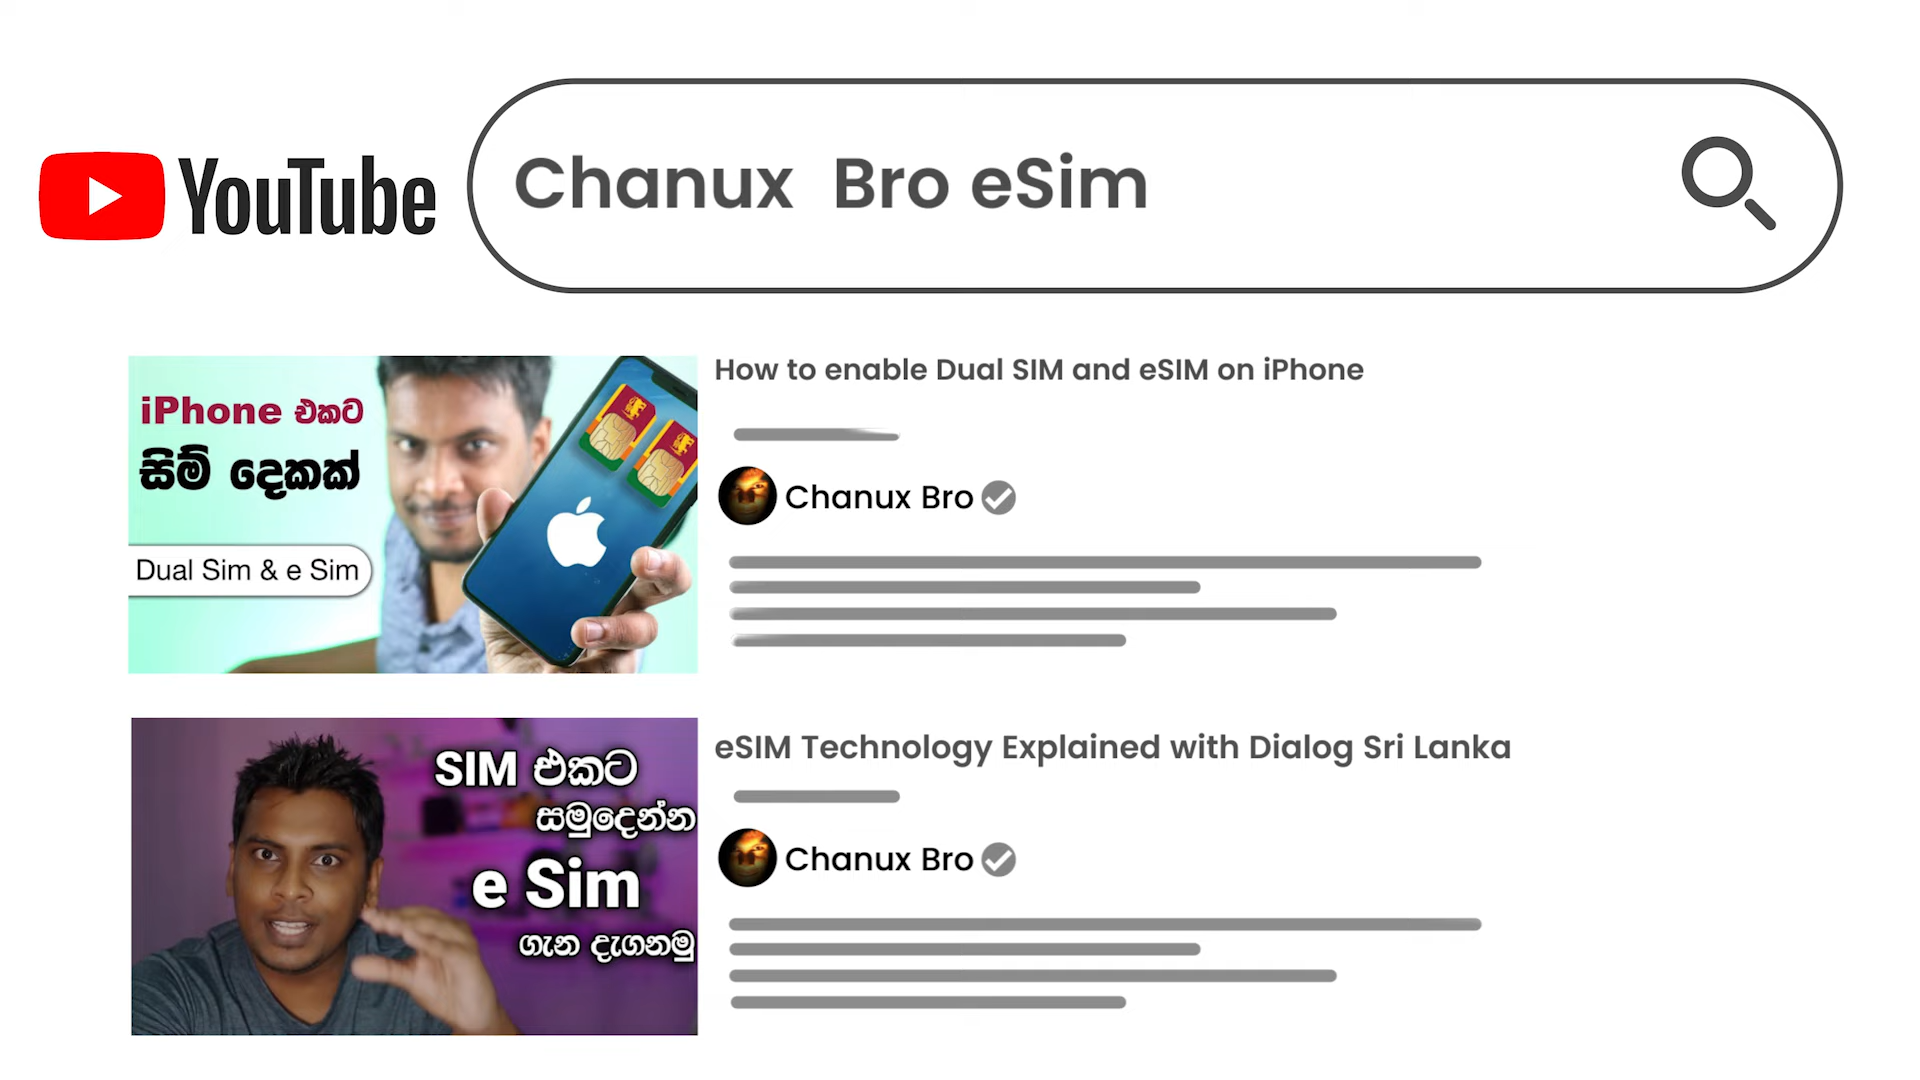 YouTube
Chanux Bro eSim
iPhone එකට
සිම් දෙකක්
Dual Sim & e Sim
How to enable Dual SIM and eSIM on iPhone
Chanux Bro
SIM එකට
සමුදෙන්න
e Sim
ගැන දැගනමු
eSIM Technology Explained with Dialog Sri Lanka
Chanux Bro